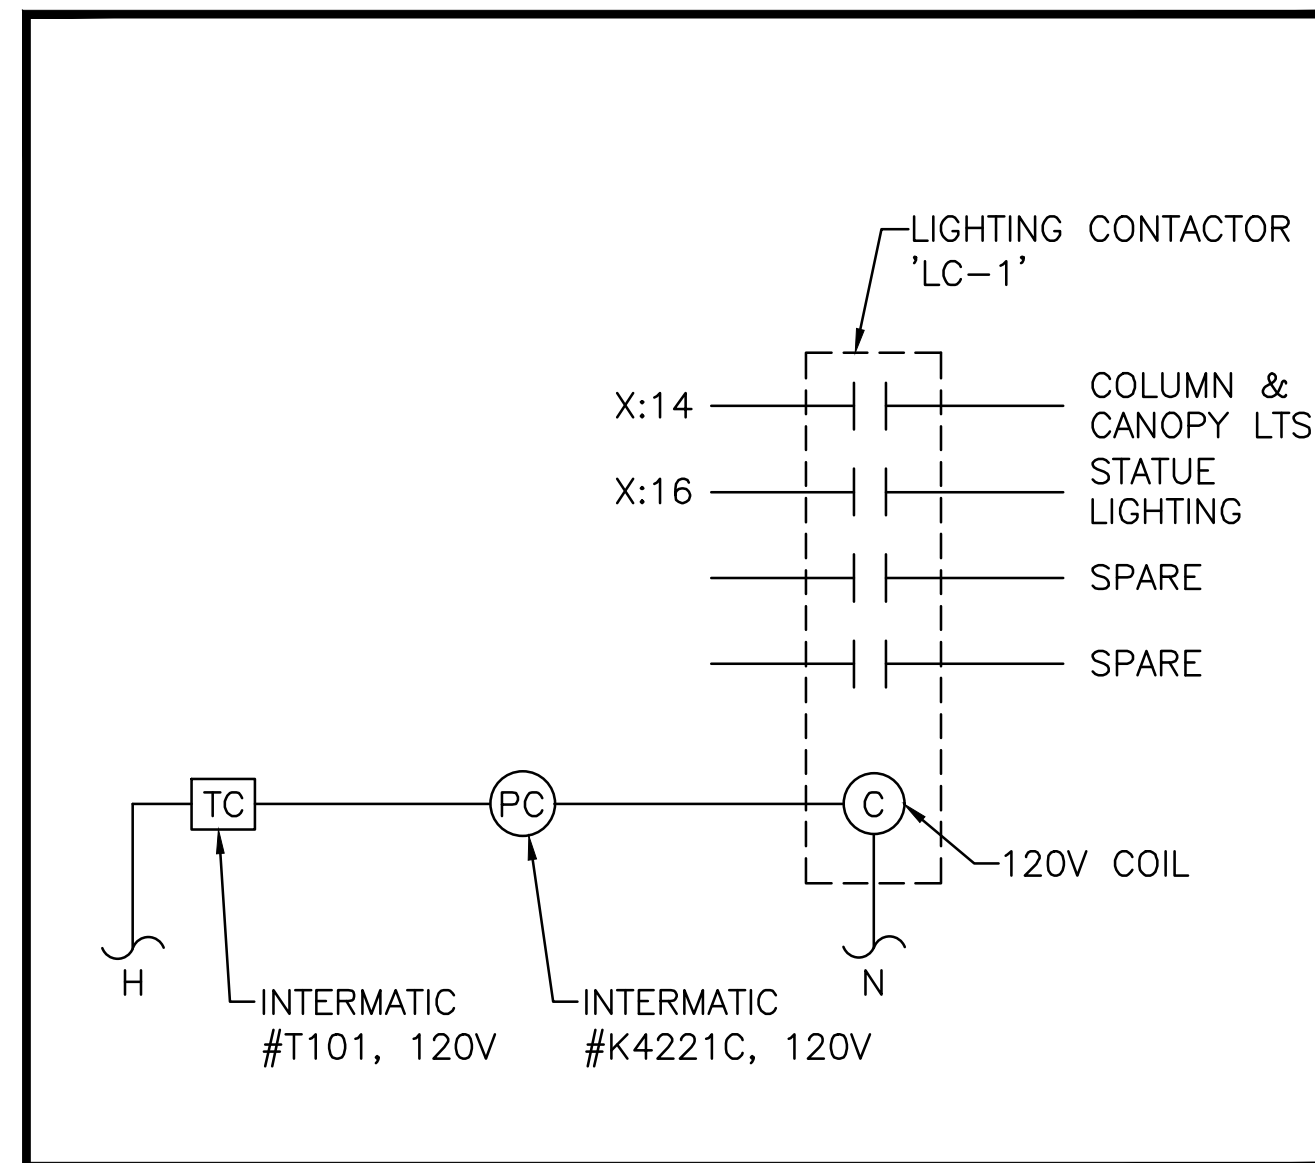 LIGHTING CONTACTOR
'LC-1'
X:14
COLUMN &
CANOPY LTS
X:16
STATUE
LIGHTING
SPARE
SPARE
TC
PC
C
120V COIL
H
N
INTERMATIC
#T101, 120V
INTERMATIC
#K4221C, 120V